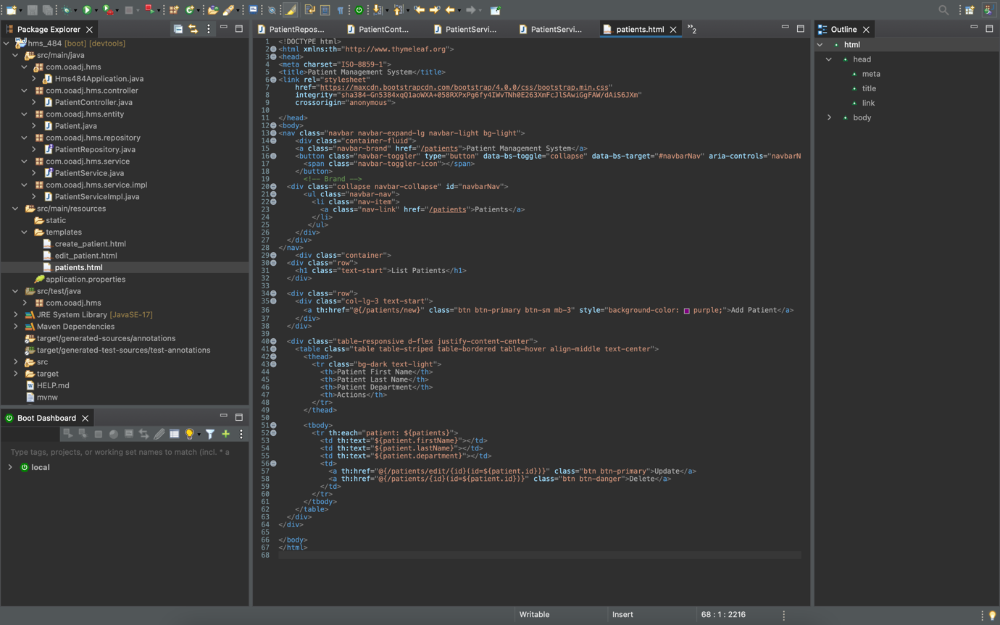 Package Explorer
hms_484 [boot] [devtools]
src/main/java
com.ooadj.hms
Hms484Application.java
com.ooadj.hms.controller
PatientController.java
com.ooadj.hms.entity
Patient.java
com.ooadj.hms.repository
PatientRepository.java
com.ooadj.hms.service
PatientService.java
com.ooadj.hms.service.impl
PatientServiceImpl.java
src/main/resources
static
templates
create_patient.html
edit_patient.html
patients.html
application.properties
src/test/java
com.ooadj.hms
JRE System Library [JavaSE-17]
Maven Dependencies
target/generated-sources/annotations
target/generated-test-sources/test-annotations
src
target
HELP.md
mvnw
Boot Dashboard
Type tags, projects, or working set names to match (incl. * a
local
PatientRepos... PatientCont... PatientServi... PatientServi... patients.html »2
1 <!DOCTYPE html>
2 <html xmlns:th="http://www.thymeleaf.org">
3 <head>
4 <meta charset="ISO-8859-1">
5 <title>Patient Management System</title>
6 <link rel="stylesheet"
7 href="https://maxcdn.bootstrapcdn.com/bootstrap/4.0.0/css/bootstrap.min.css"
8 integrity="sha384-Gn5384xqQ1aoWXA+058RXPxPg6fy4IWvTNh0E263XmFcJlSAwiGgFAW/dAiS6JXm"
9 crossorigin="anonymous">
10
11 </head>
12 <body>
13 <nav class="navbar navbar-expand-lg navbar-light bg-light">
14 <div class="container-fluid">
15 <a class="navbar-brand" href="/patients">Patient Management System</a>
16 <button class="navbar-toggler" type="button" data-bs-toggle="collapse" data-bs-target="#navbarNav" aria-controls="navbarN
17 <span class="navbar-toggler-icon"></span>
18 </button>
19 <!-- Brand -->
20 <div class="collapse navbar-collapse" id="navbarNav">
21 <ul class="navbar-nav">
22 <li class="nav-item">
23 <a class="nav-link" href="/patients">Patients</a>
24 </li>
25 </ul>
26 </div>
27 </div>
28 </nav>
29 <div class="container">
30 <div class="row">
31 <h1 class="text-start">List Patients</h1>
32 </div>
33
34 <div class="row">
35 <div class="col-lg-3 text-start">
36 <a th:href="@{/patients/new}" class="btn btn-primary btn-sm mb-3" style="background-color: purple;">Add Patient</a>
37 </div>
38 </div>
39
40 <div class="table-responsive d-flex justify-content-center">
41 <table class="table table-striped table-bordered table-hover align-middle text-center">
42 <thead>
43 <tr class="bg-dark text-light">
44 <th>Patient First Name</th>
45 <th>Patient Last Name</th>
46 <th>Patient Department</th>
47 <th>Actions</th>
48 </tr>
49 </thead>
50
51 <tbody>
52 <tr th:each="patient: ${patients}">
53 <td th:text="${patient.firstName}"></td>
54 <td th:text="${patient.lastName}"></td>
55 <td th:text="${patient.department}"></td>
56 <td>
57 <a th:href="@{/patients/edit/{id}(id=${patient.id})}" class="btn btn-primary">Update</a>
58 <a th:href="@{/patients/{id}(id=${patient.id})}" class="btn btn-danger">Delete</a>
59 </td>
60 </tr>
61 </tbody>
62 </table>
63 </div>
64 </div>
65
66 </body>
67 </html>
68
Outline
html
head
meta
title
link
body
Writable Insert 68 : 1 : 2216